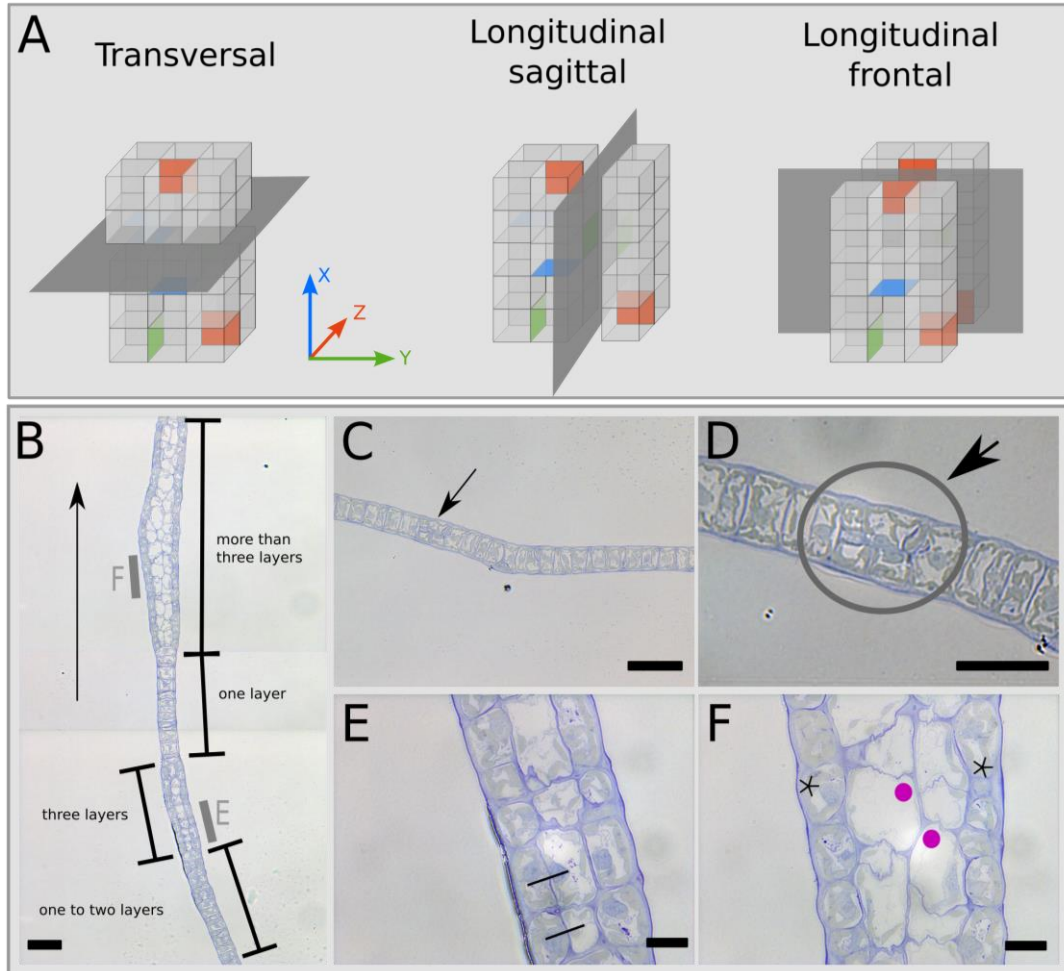 A
Transversal
Longitudinal
sagittal
Longitudinal
frontal
X
Z
Y
B
more than
three layers
F
one layer
three layers
E
one to two layers
C
D
E
F